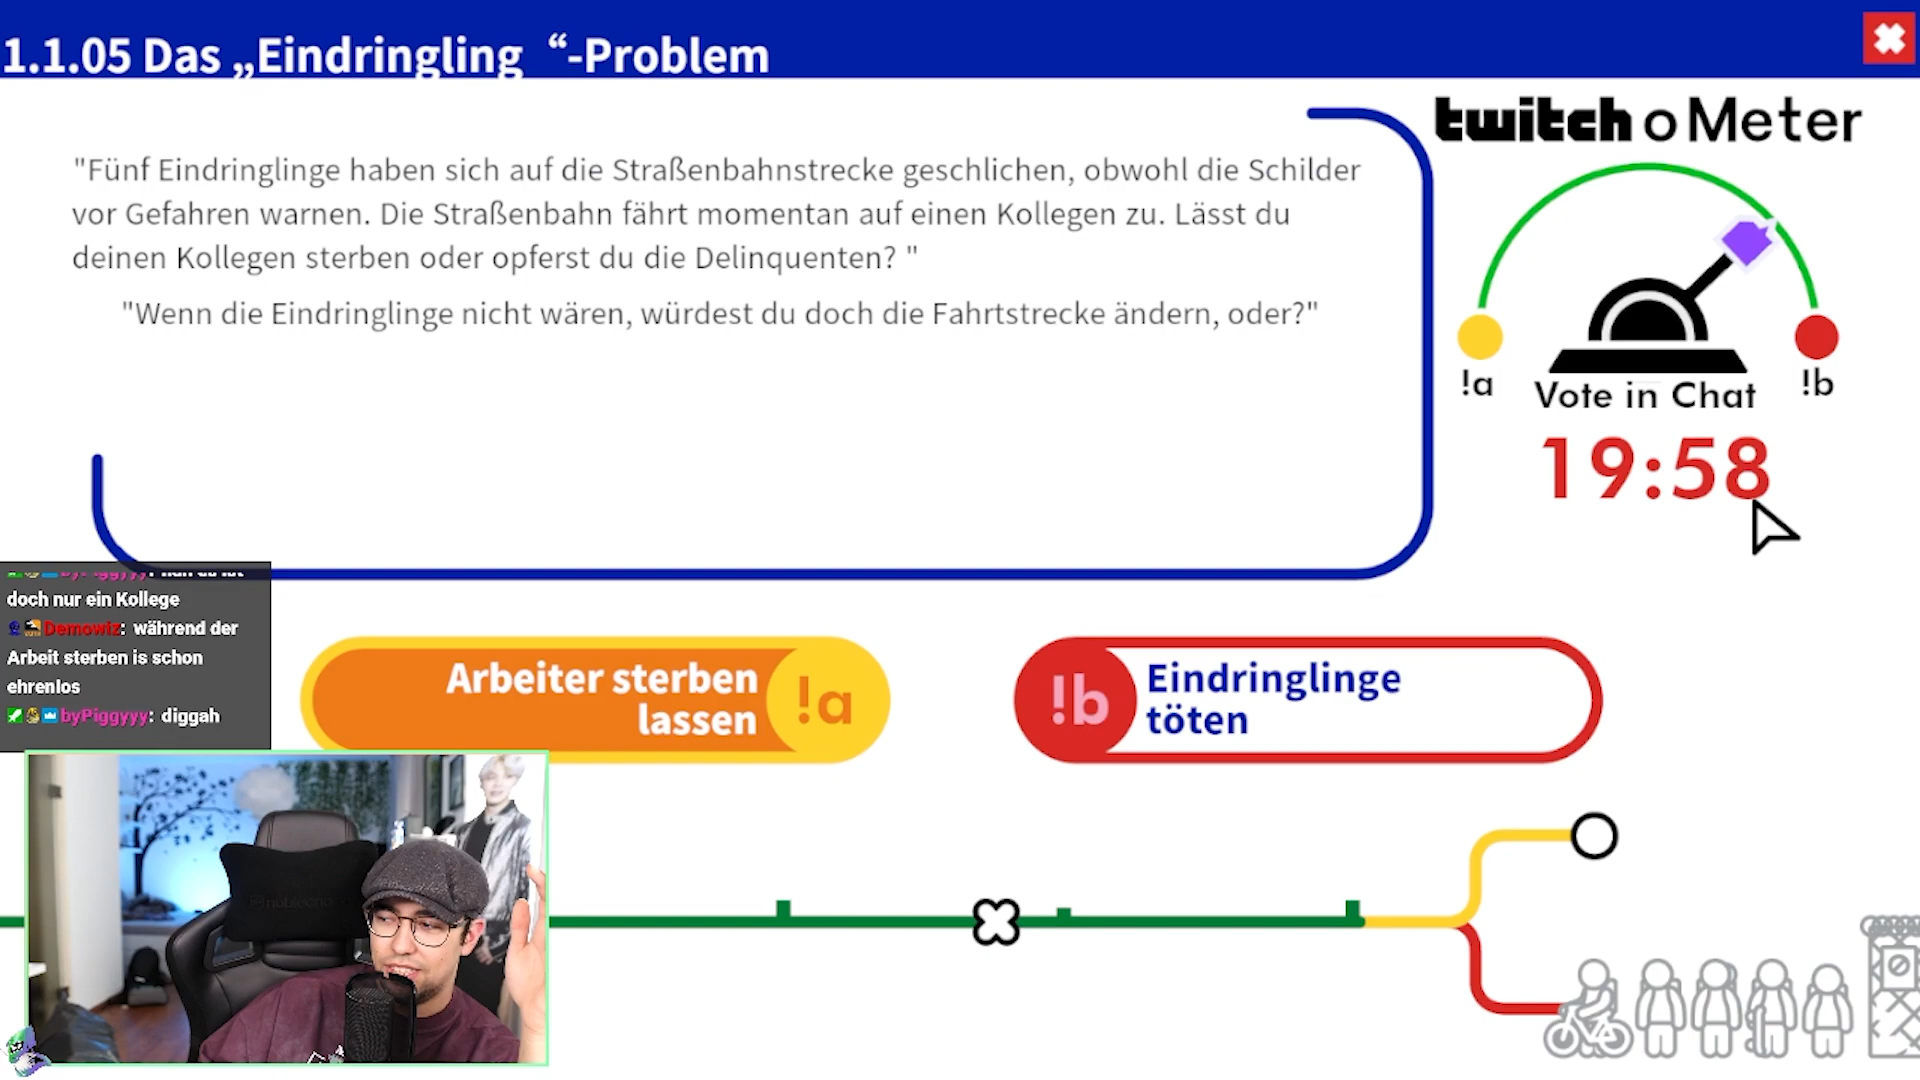 1.1.05 Das „Eindringling “-Problem
"Fünf Eindringlinge haben sich auf die Straßenbahnstrecke geschlichen, obwohl die Schilder
vor Gefahren warnen. Die Straßenbahn fährt momentan auf einen Kollegen zu. Lässt du
deinen Kollegen sterben oder opferst du die Delinquenten? "
"Wenn die Eindringlinge nicht wären, würdest du doch die Fahrtstrecke ändern, oder?"
twitch o Meter
!a
Vote in Chat
!b
19:58
doch nur ein Kollege
Demowiz: während der
Arbeit sterben is schon
ehrenlos
byPiggyyy: diggah
Arbeiter sterben
lassen
!a
!b
Eindringlinge
töten